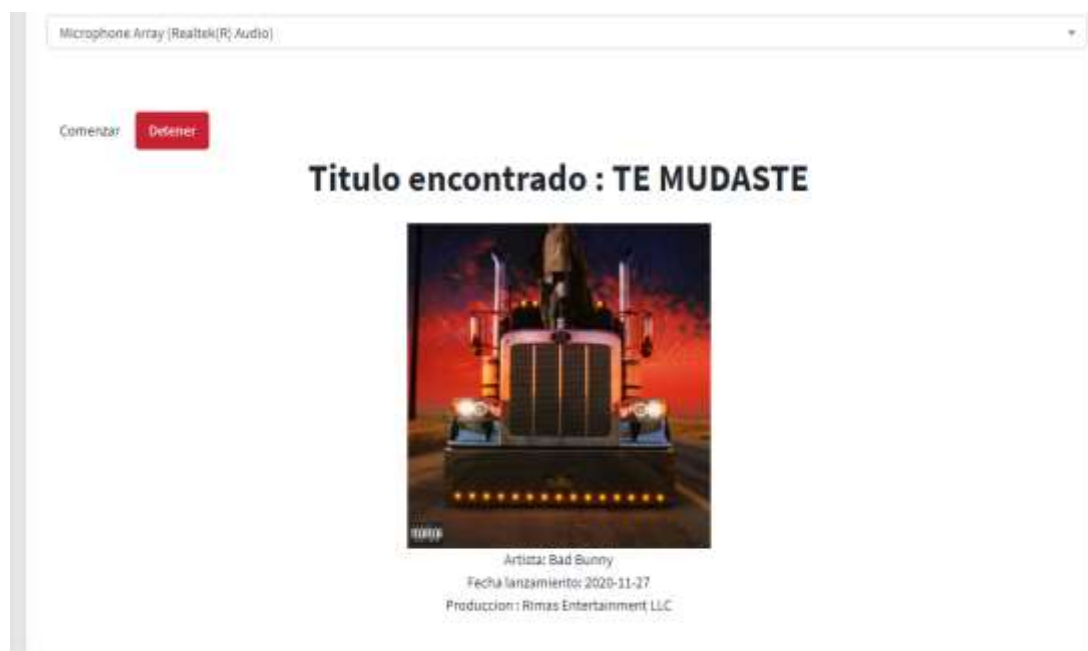 Microphone Array (Realtek(R) Audio)
Comenzar
Detener
Titulo encontrado : TE MUDASTE
Artista: Bad Bunny
Fecha lanzamiento: 2020-11-27
Produccion : Rimas Entertainment LLC